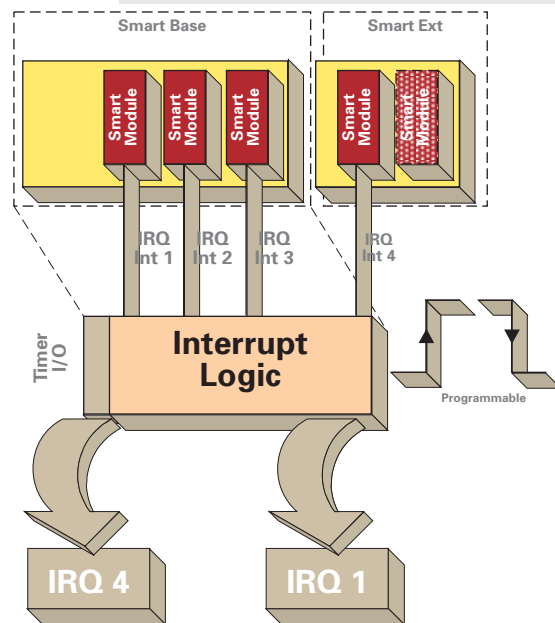 Smart Base
Smart Ext
Smart
Module
Smart
Module
Smart
Module
Smart
Module
Smart
Module
IRQ
Int 1
IRQ
Int 2
IRQ
Int 3
IRQ
Int 4
Timer
I/O
Interrupt
Logic
Programmable
IRQ 4
IRQ 1